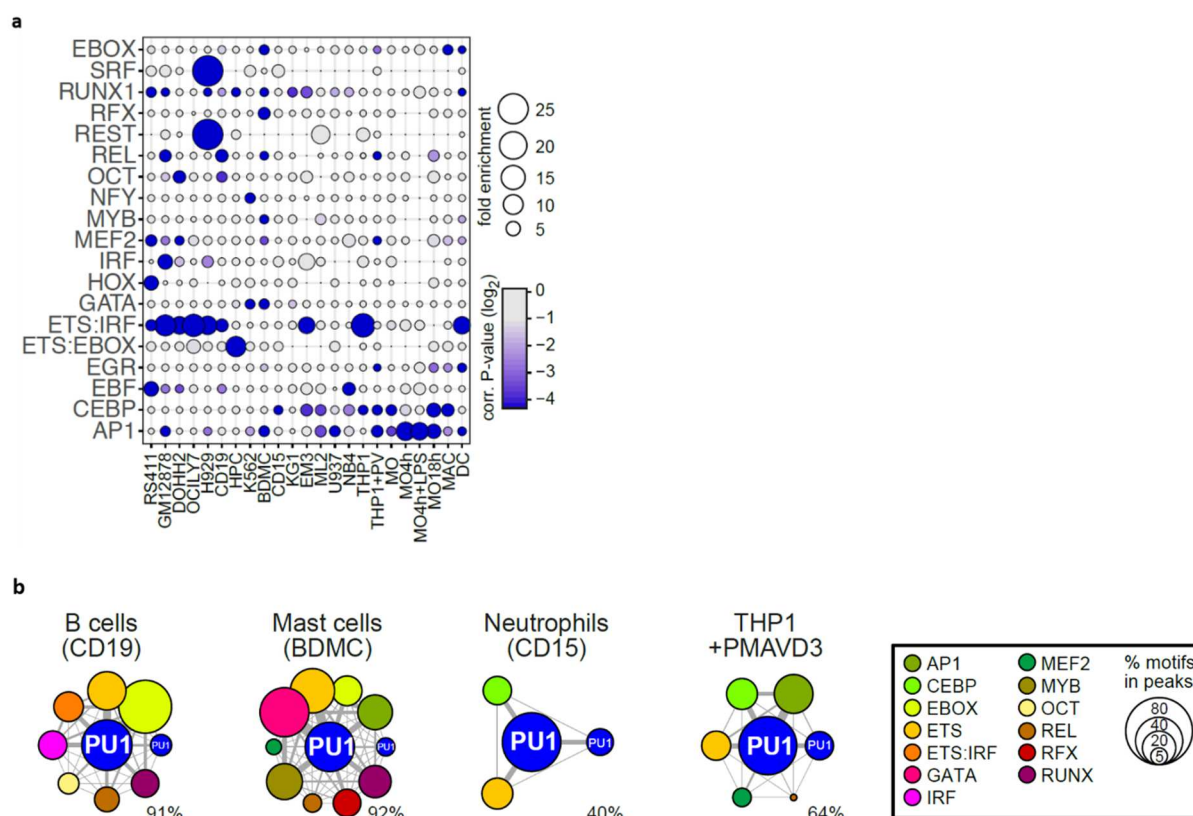 a
EBOX
SRF
RUNX1
RFX
REST
REL
OCT
NFY
MYB
MEF2
IRF
HOX
GATA
ETS:IRF
ETS:EBOX
EGR
EBF
CEBP
AP1
RS411
GM12878
DOHH2
OCILY7
H929
CD19
HPC
K562
BDMC
CD15
KG1
EM3
ML2
U937
NB4
THP1
THP1+PV
MO
MO4h
MO4h+LPS
MO18h
MAC
DC
fold enrichment
25
20
15
10
5
corr. P-value (log2)
0
−1
−2
−3
−4
b
B cells
(CD19)
PU1
PU1
91%
Mast cells
(BDMC)
PU1
PU1
92%
Neutrophils
(CD15)
PU1
PU1
40%
THP1
+PMAVD3
PU1
PU1
64%
AP1
CEBP
EBOX
ETS
ETS:IRF
GATA
IRF
MEF2
MYB
OCT
REL
RFX
RUNX
% motifs
in peaks
80
40
20
5